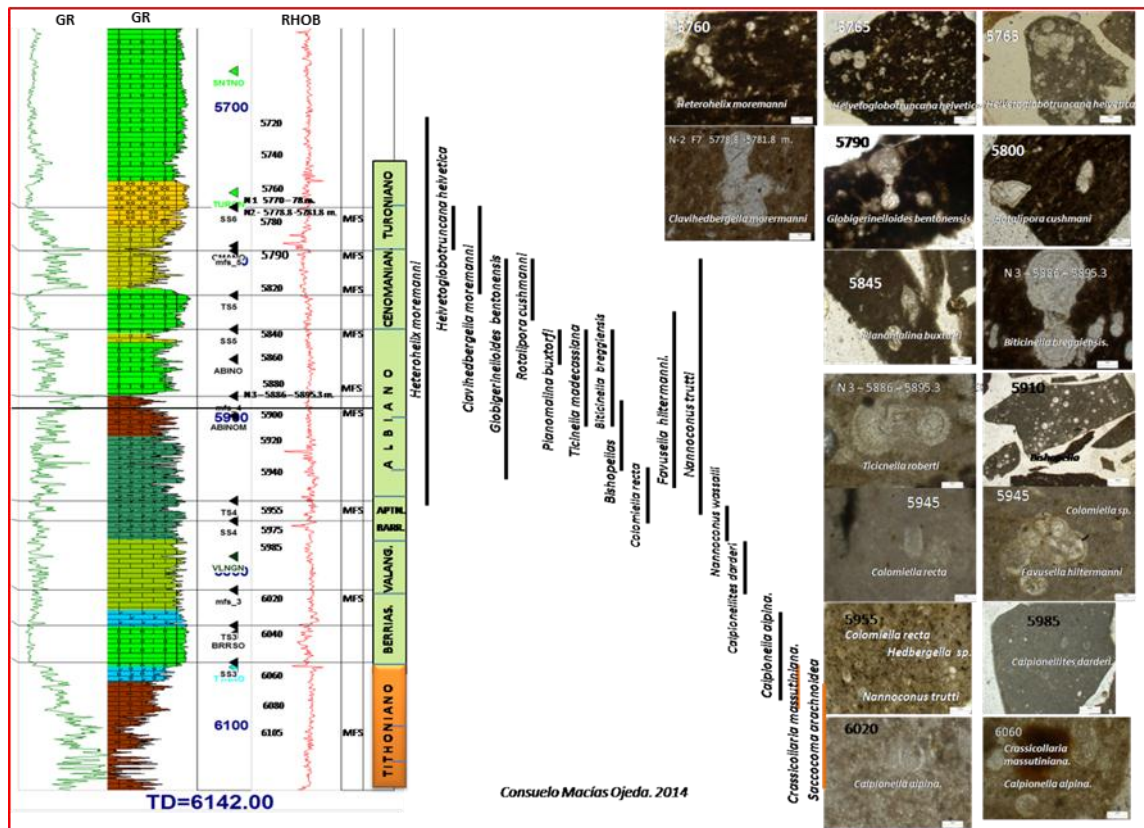 GR
GR
RHOB
SNTNO
5700
5720
5740
5760
N 1 5770-78 m.
N2- 5778.8 -5781.8 m.
SS6
5780
MFS
5790
5820
MFS
TS5
5840
MFS
SS5
5860
ABINO
5880
MFS
N 3 - 5886 - 5895.3 m.
5900
MFS
ABINOM
5920
5940
5955
MFS
TS4
5975
SS4
5985
VLNGN
6020
MFS
mfs_3
6040
TS3
BRRSO
SS3
6060
6080
6100
6105
MFS
TD=6142.00
TURONIANO
CENOMANIAN
ALBIANO
APTN.
BARR.
VALANG.
BERRIAS.
TITHONIANO
Heterohelix moremanni
Helvetoglobotruncana helvetica
Clavihedbergella moremanni
Globigerinelloides bentonensis
Rotalipora cushmanni
Planomalina buxtorfi
Ticinella madecassiana
Biticinella breggiensis
Bishopellas
Colomiella recta
Favusella hiltermanni.
Nannoconus trutti
Nannoconus wassalli
Calpionellites darderi
Calpionella alpina.
Crassicollaria massutiniana.
Saccocoma arachnoidea
Consuelo Macías Ojeda. 2014
5760
Heterohelix moremanni
5765
Helvetoglobotruncana helvetica
5765
Helvetoglobotruncana helvetica
N-2 F7 5778.8 -5781.8 m.
Clavihedbergella moremanni
5790
Globigerinelloides bentonensis
5800
Rotalipora cushmani
5845
Planomalina buxtorfi
N 3 – 5886 – 5895.3
Biticinella breggiensis.
N 3 – 5886 – 5895.3
Ticicnella roberti
5910
Bishopella
5945
Colomiella recta
5945
Colomiella sp.
Favusella hiltermanni
5955
Colomiella recta
Hedbergella sp.
Nannoconus trutti
5985
Calpionellites darderi.
6020
Calpionella alpina.
6060
Crassicollaria
massutiniana.
Calpionella alpina.